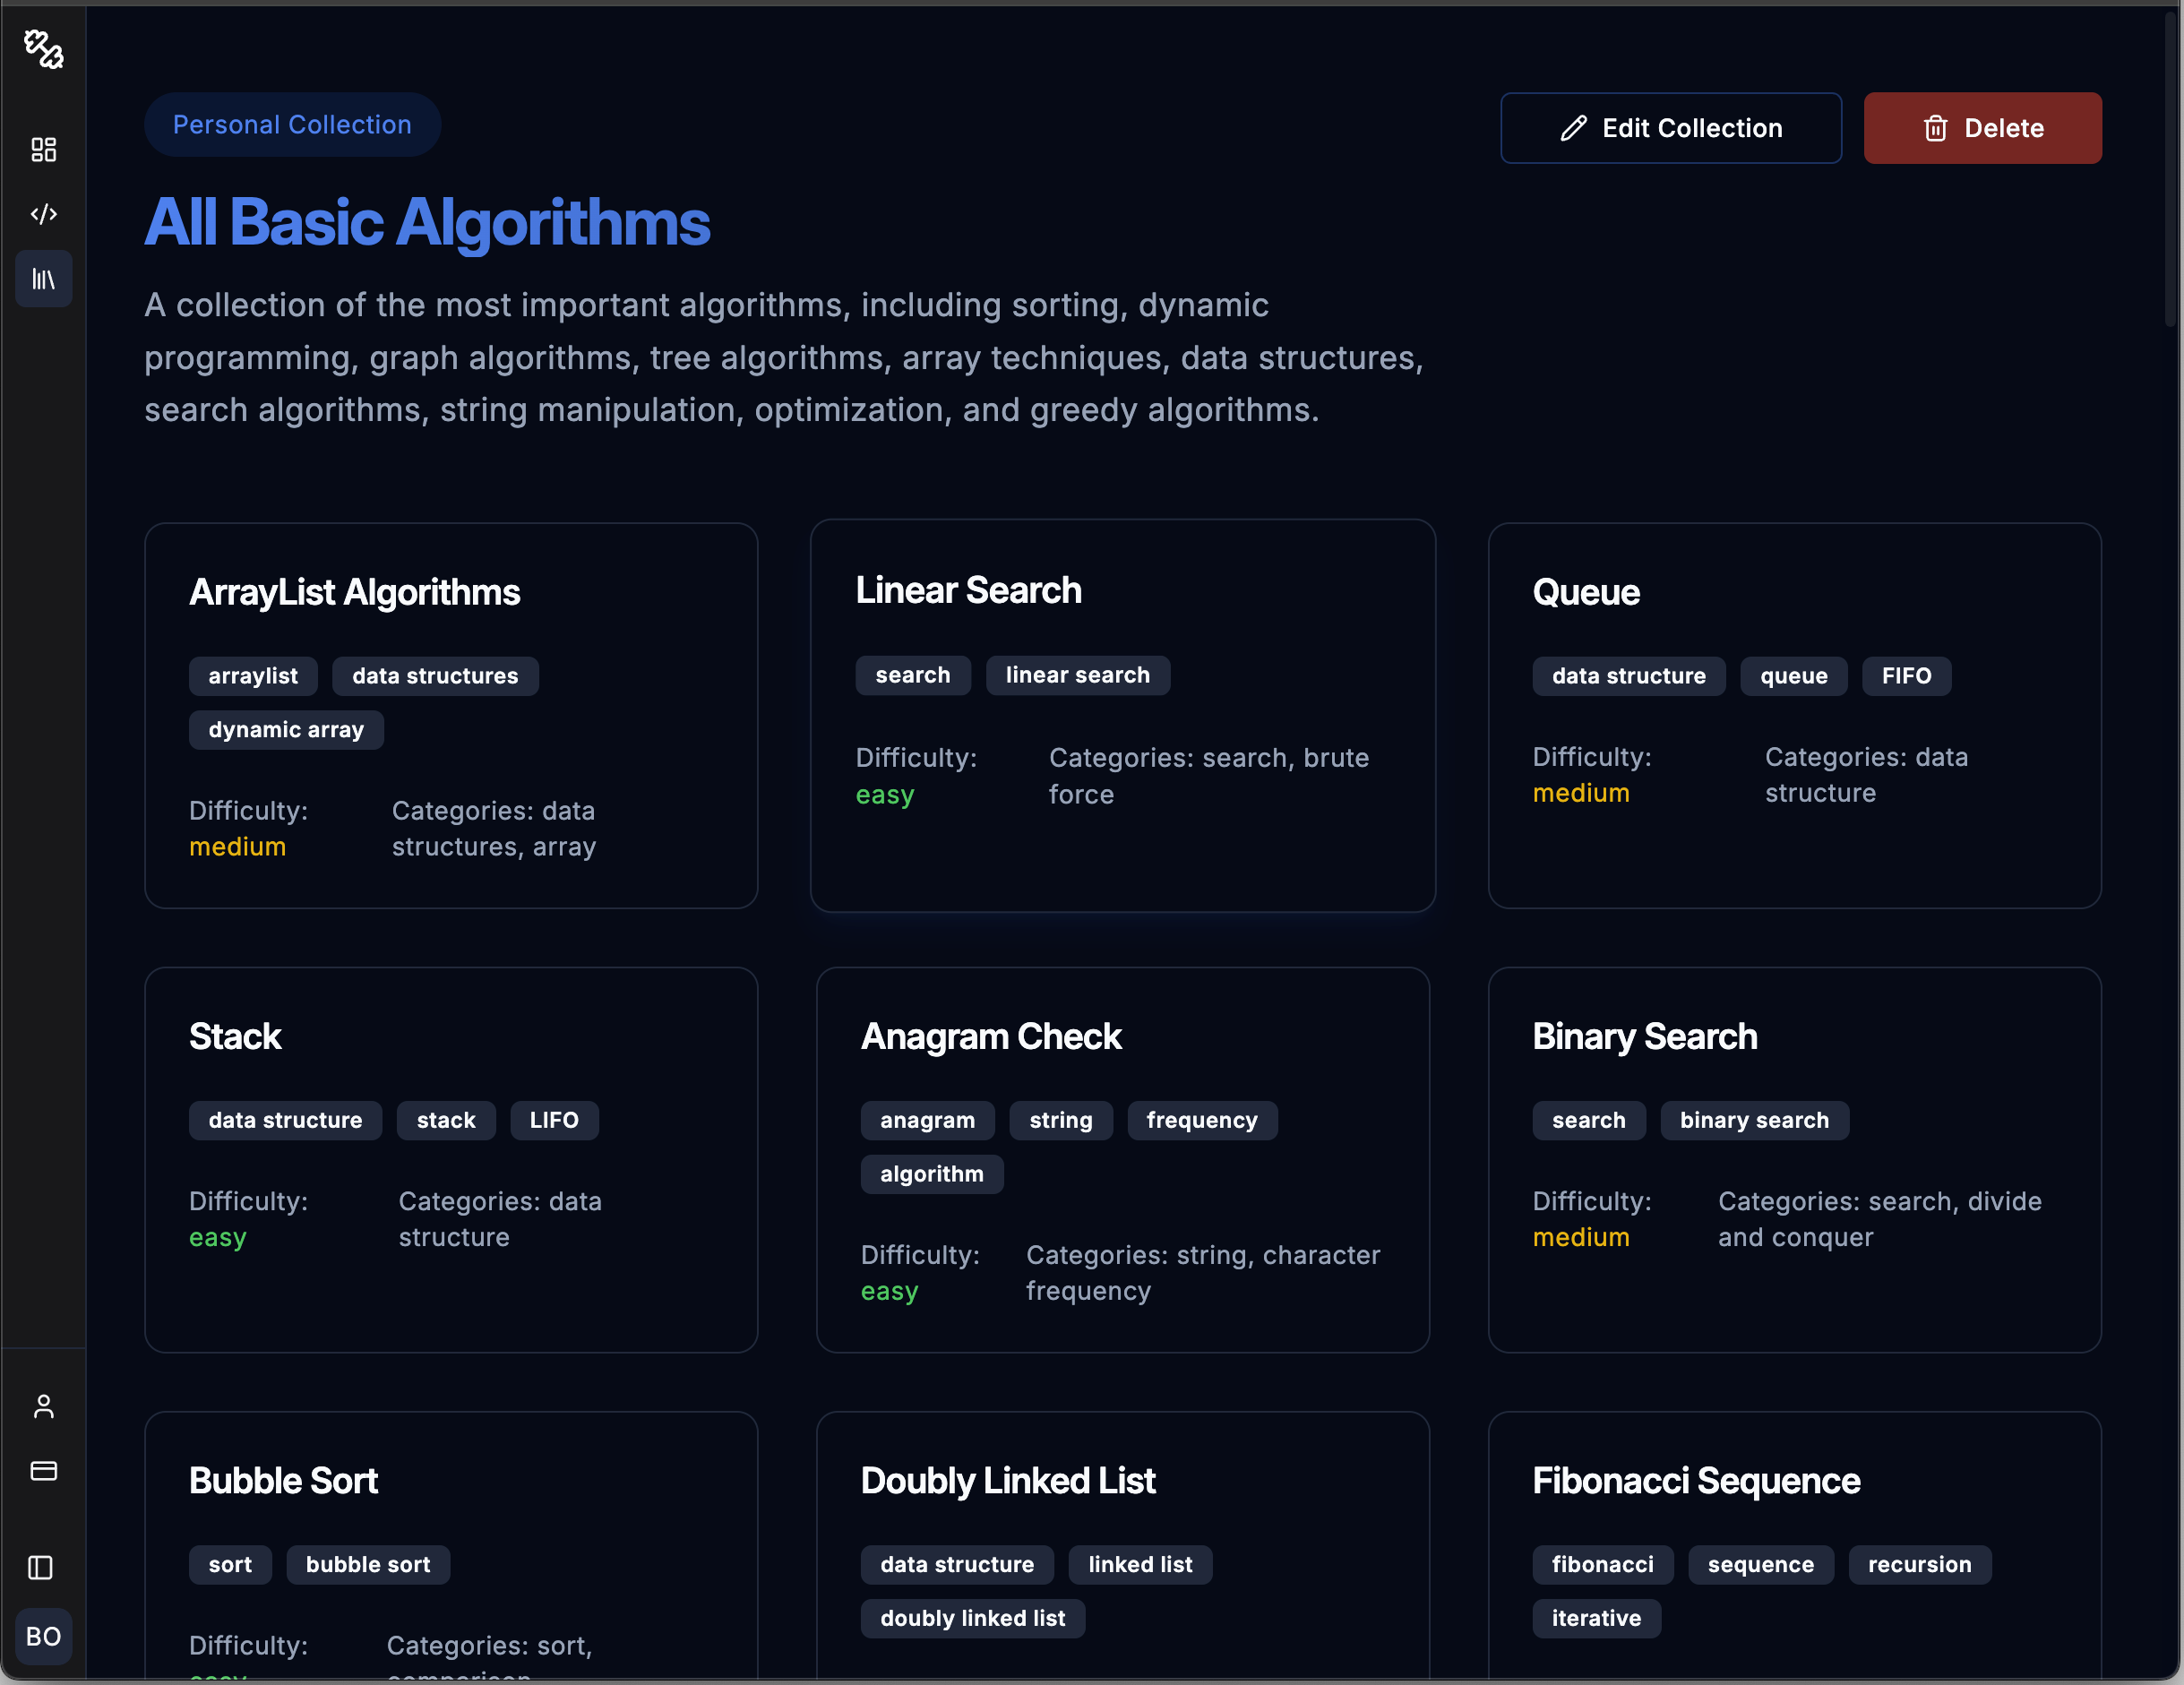 Personal Collection
Edit Collection
Delete
All Basic Algorithms
A collection of the most important algorithms, including sorting, dynamic
programming, graph algorithms, tree algorithms, array techniques, data structures,
search algorithms, string manipulation, optimization, and greedy algorithms.
ArrayList Algorithms
arraylist
data structures
dynamic array
Difficulty:
medium
Categories: data
structures, array
Linear Search
search
linear search
Difficulty:
easy
Categories: search, brute
force
Queue
data structure
queue
FIFO
Difficulty:
medium
Categories: data
structure
Stack
data structure
stack
LIFO
Difficulty:
easy
Categories: data
structure
Anagram Check
anagram
string
frequency
algorithm
Difficulty:
easy
Categories: string, character
frequency
Binary Search
search
binary search
Difficulty:
medium
Categories: search, divide
and conquer
Bubble Sort
sort
bubble sort
Difficulty:
easy
Categories: sort,
comparison
Doubly Linked List
data structure
linked list
doubly linked list
Fibonacci Sequence
fibonacci
sequence
recursion
iterative
BO